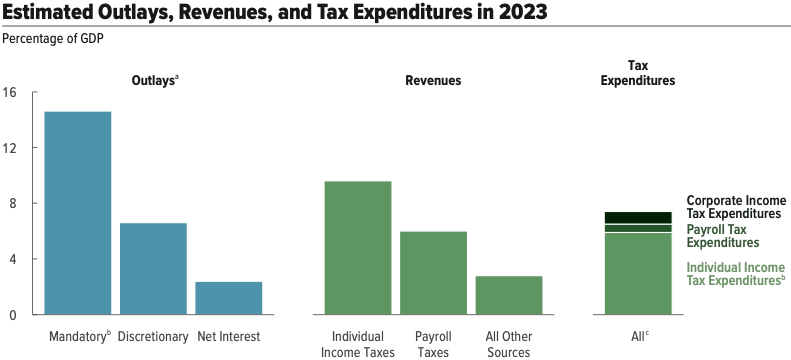 Estimated Outlays, Revenues, and Tax Expenditures in 2023
Percentage of GDP
Outlaysᵃ
Revenues
Tax
Expenditures
16
12
8
4
0
Mandatoryᵇ
Discretionary
Net Interest
Individual
Income Taxes
Payroll
Taxes
All Other
Sources
Allᶜ
Corporate Income
Tax Expenditures
Payroll Tax
Expenditures
Individual Income
Tax Expendituresᵇ